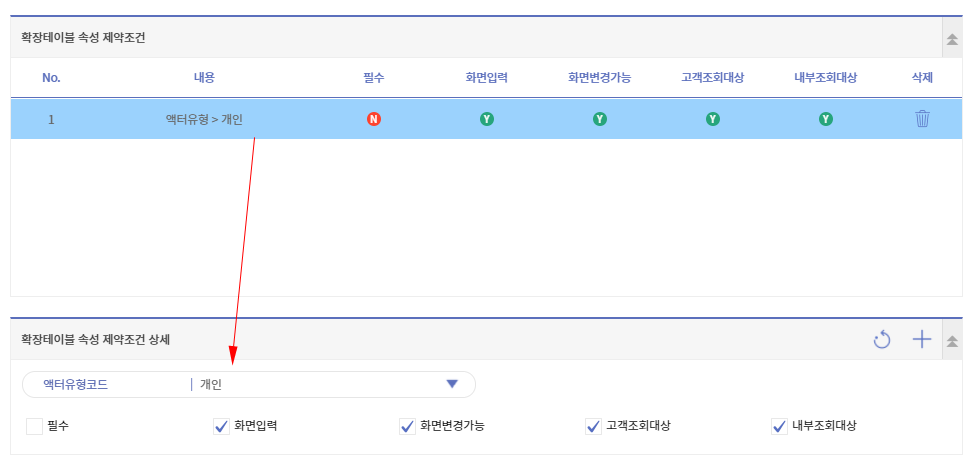 확장테이블 속성 제약조건
No. 내용 필수 화면입력 화면변경가능 고객조회대상 내부조회대상 삭제
1 액터유형 > 개인 N Y Y Y Y
확장테이블 속성 제약조건 상세
액터유형코드 | 개인
필수 화면입력 화면변경가능 고객조회대상 내부조회대상